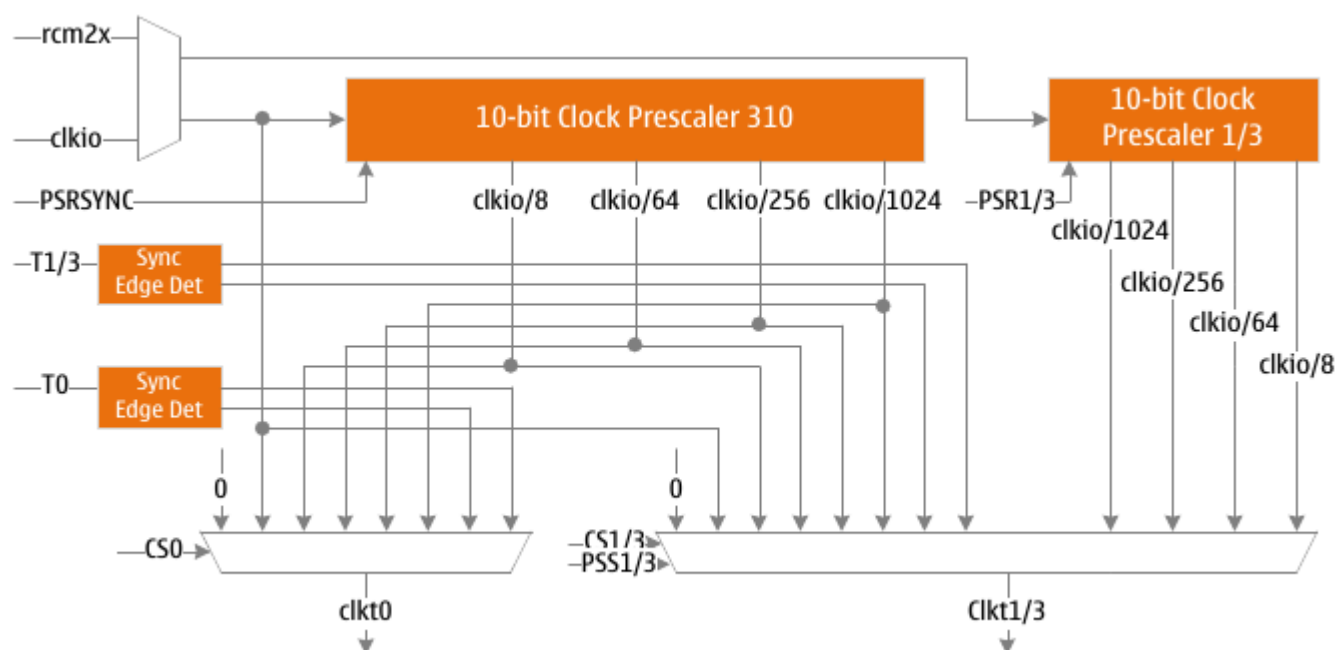 rcm2x
10-bit Clock Prescaler 310
10-bit Clock
Prescaler 1/3
clkio
PSRSYNC
clkio/8
clkio/64
clkio/256
clkio/1024
PSR1/3
clkio/1024
T1/3
Sync
Edge Det
clkio/256
clkio/64
clkio/8
T0
Sync
Edge Det
0
0
CS0
CS1/3
PSS1/3
clkt0
Clkt1/3